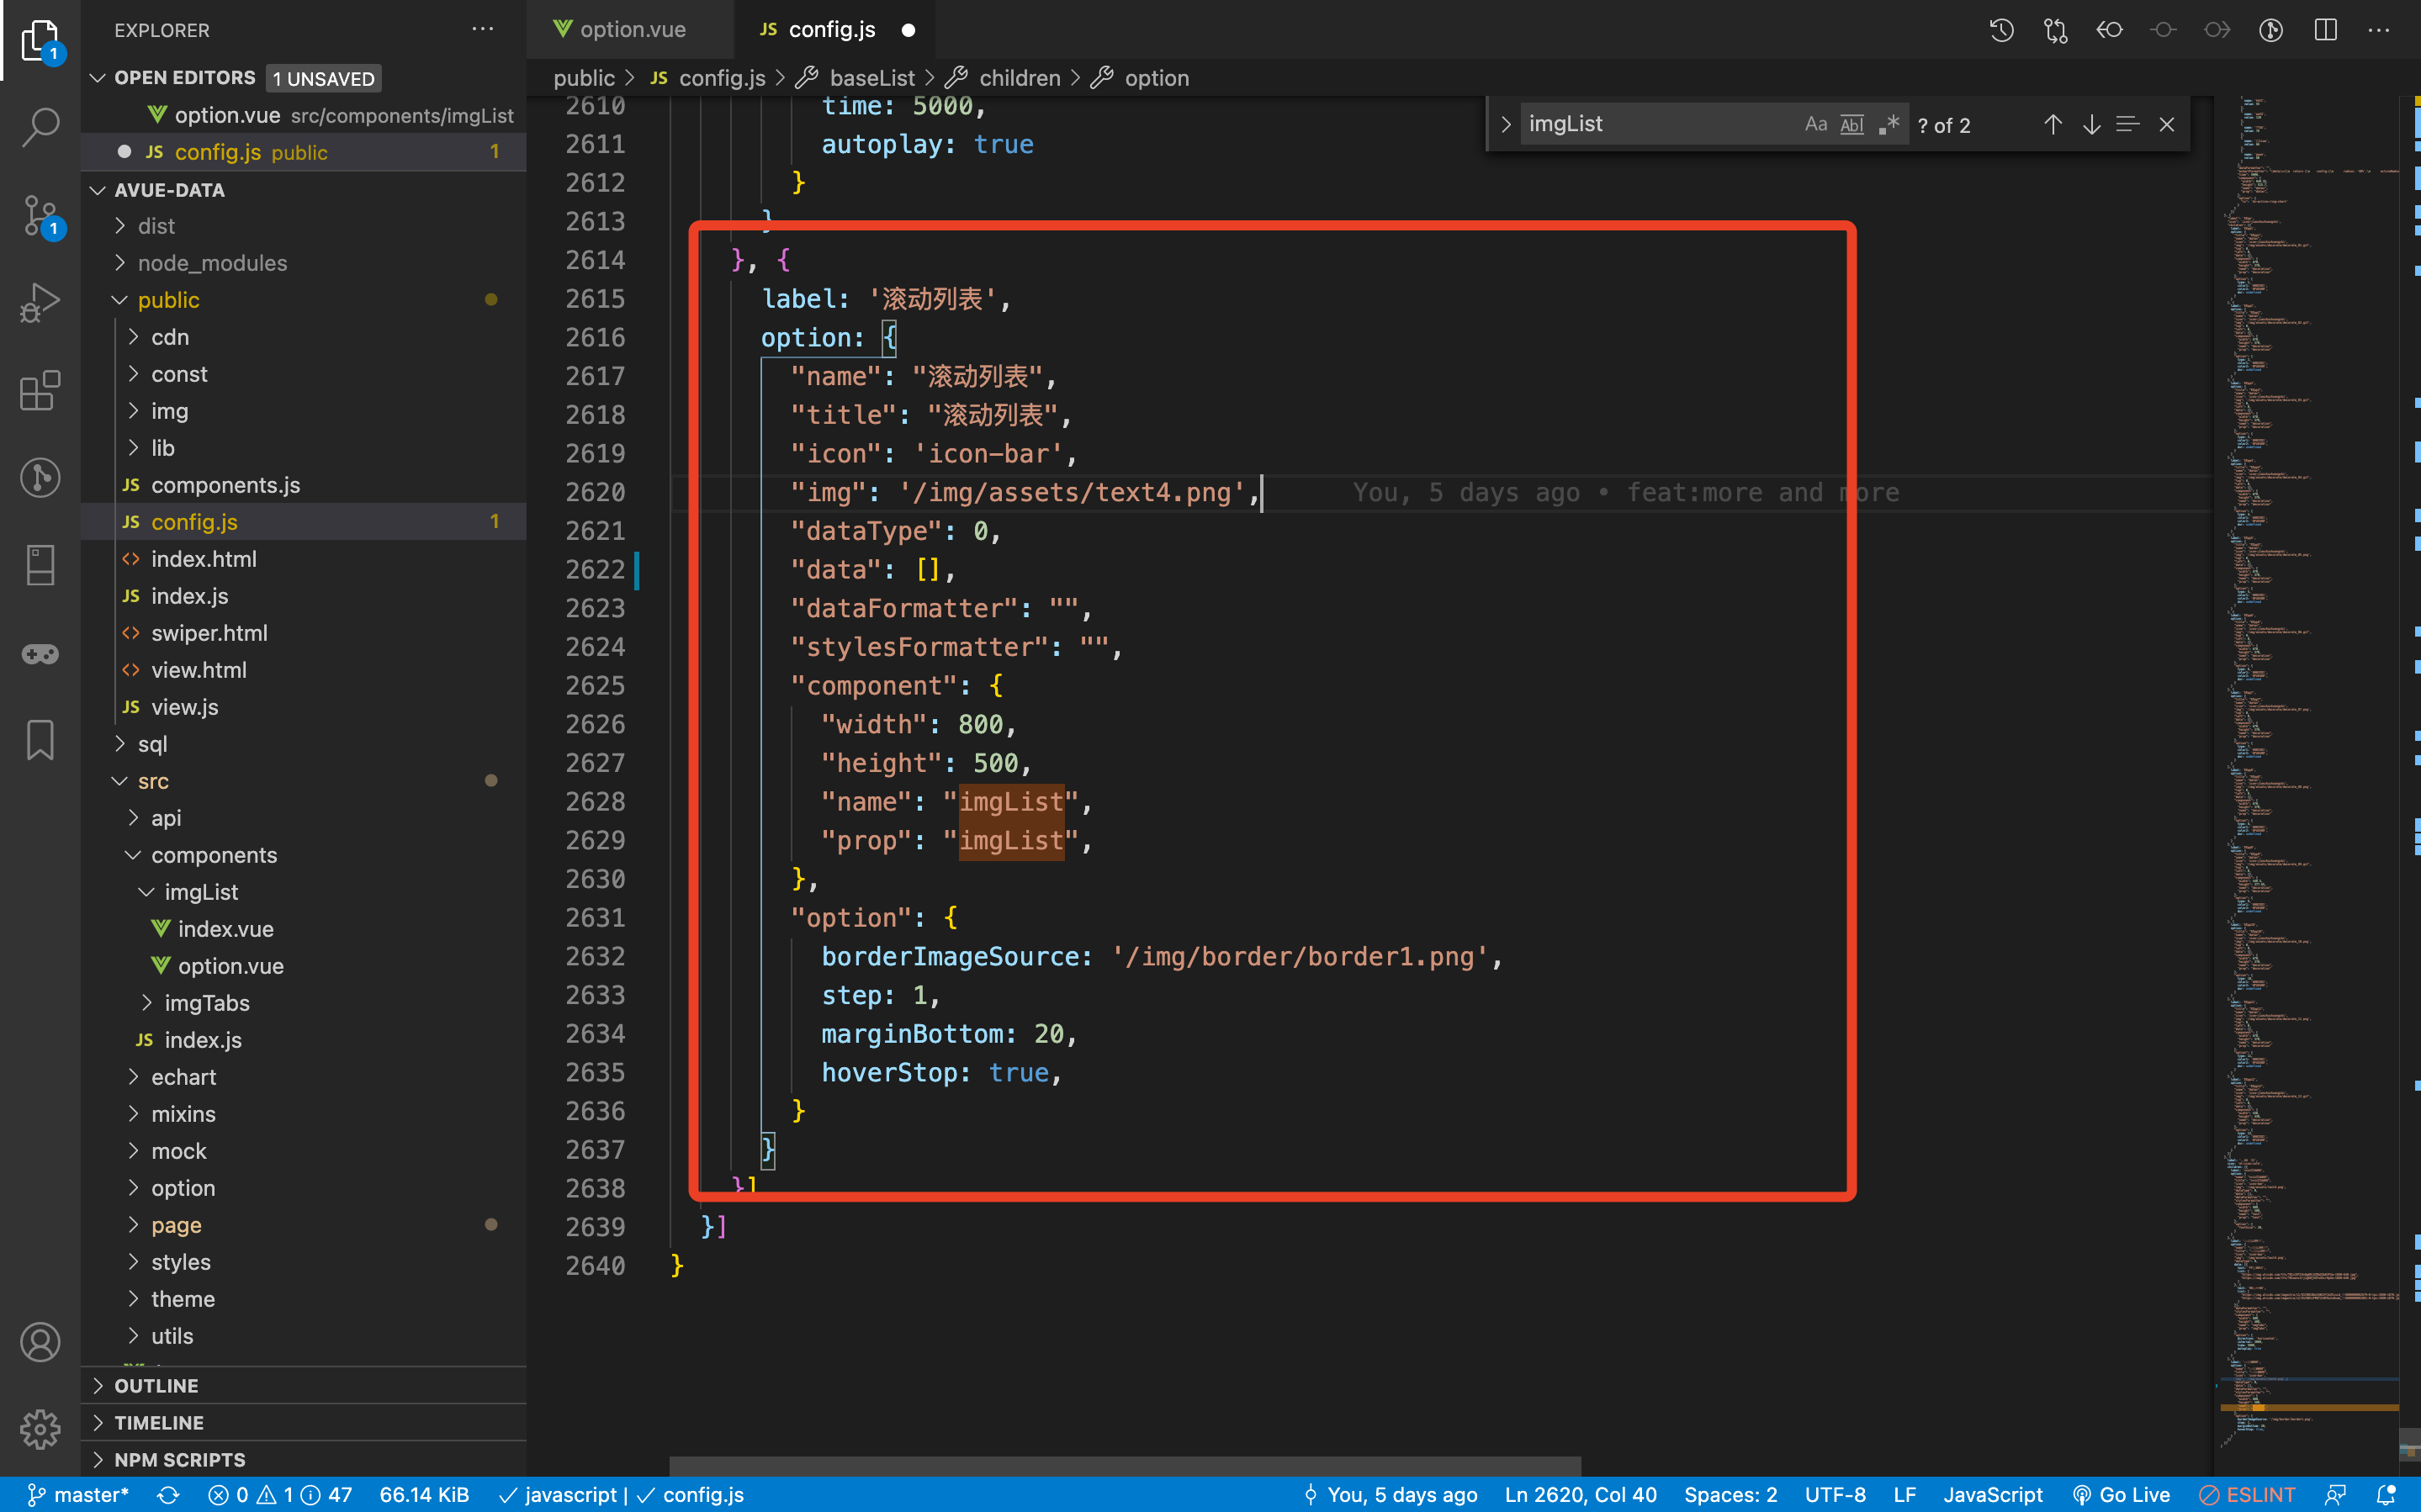 EXPLORER
OPEN EDITORS 1 UNSAVED
option.vue src/components/imgList
JS config.js public 1
AVUE-DATA
dist
node_modules
public
cdn
const
img
lib
JS components.js
JS config.js 1
<> index.html
JS index.js
<> swiper.html
<> view.html
JS view.js
sql
src
api
components
imgList
index.vue
option.vue
imgTabs
JS index.js
echart
mixins
mock
option
page
styles
theme
utils
OUTLINE
TIMELINE
NPM SCRIPTS
option.vue
JS config.js
public > JS config.js > baseList > children > option
imgList Aa Abl .* ? of 2
2610 time: 5000,
2611 autoplay: true
2612 }
2613 }
2614 }, {
2615 label: '滚动列表',
2616 option: {
2617 "name": "滚动列表",
2618 "title": "滚动列表",
2619 "icon": 'icon-bar',
2620 "img": '/img/assets/text4.png', You, 5 days ago • feat:more and more
2621 "dataType": 0,
2622 "data": [],
2623 "dataFormatter": "",
2624 "stylesFormatter": "",
2625 "component": {
2626 "width": 800,
2627 "height": 500,
2628 "name": "imgList",
2629 "prop": "imgList",
2630 },
2631 "option": {
2632 borderImageSource: '/img/border/border1.png',
2633 step: 1,
2634 marginBottom: 20,
2635 hoverStop: true,
2636 }
2637 }
2638 }]
2639 }]
2640 }
1
1
master* 0 1 47 66.14 KiB ✓ javascript | ✓ config.js You, 5 days ago Ln 2620, Col 40 Spaces: 2 UTF-8 LF JavaScript Go Live ESLINT